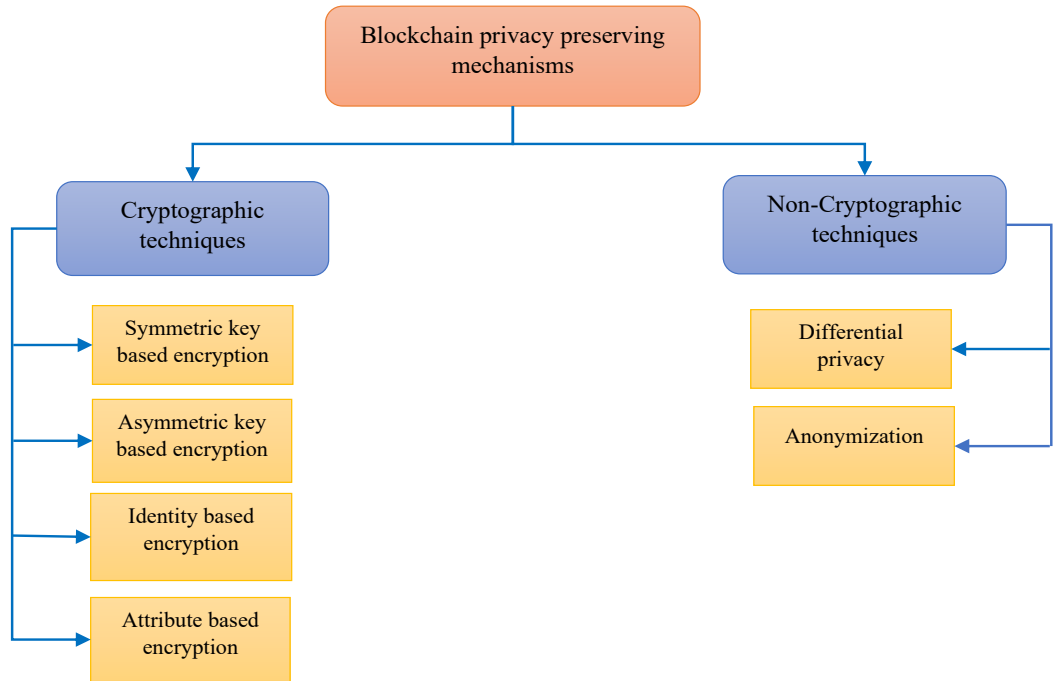 Blockchain privacy preserving
mechanisms
Cryptographic
techniques
Symmetric key
based encryption
Asymmetric key
based encryption
Identity based
encryption
Attribute based
encryption
Non-Cryptographic
techniques
Differential
privacy
Anonymization